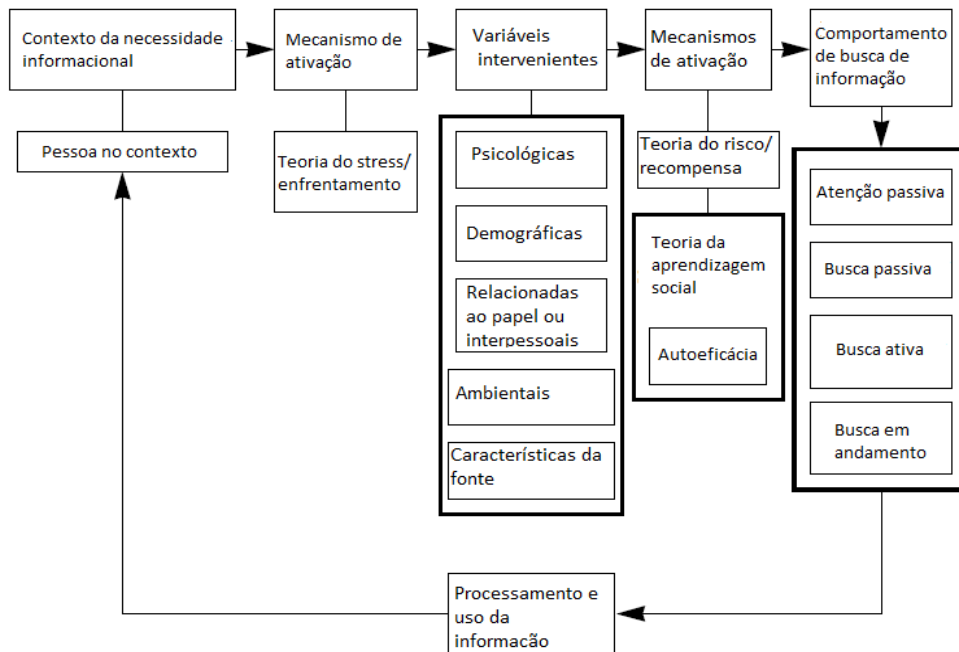 Contexto da necessidade
informacional
Mecanismo de
ativação
Variáveis
intervenientes
Mecanismos
de ativação
Comportamento
de busca de
informação
Pessoa no contexto
Teoria do stress/
enfrentamento
Psicológicas
Demográficas
Relacionadas
ao papel ou
interpessoais
Ambientais
Características da
fonte
Teoria do risco/
recompensa
Teoria da
aprendizagem
social
Autoeficácia
Atenção passiva
Busca passiva
Busca ativa
Busca em
andamento
Processamento e
uso da
informacão